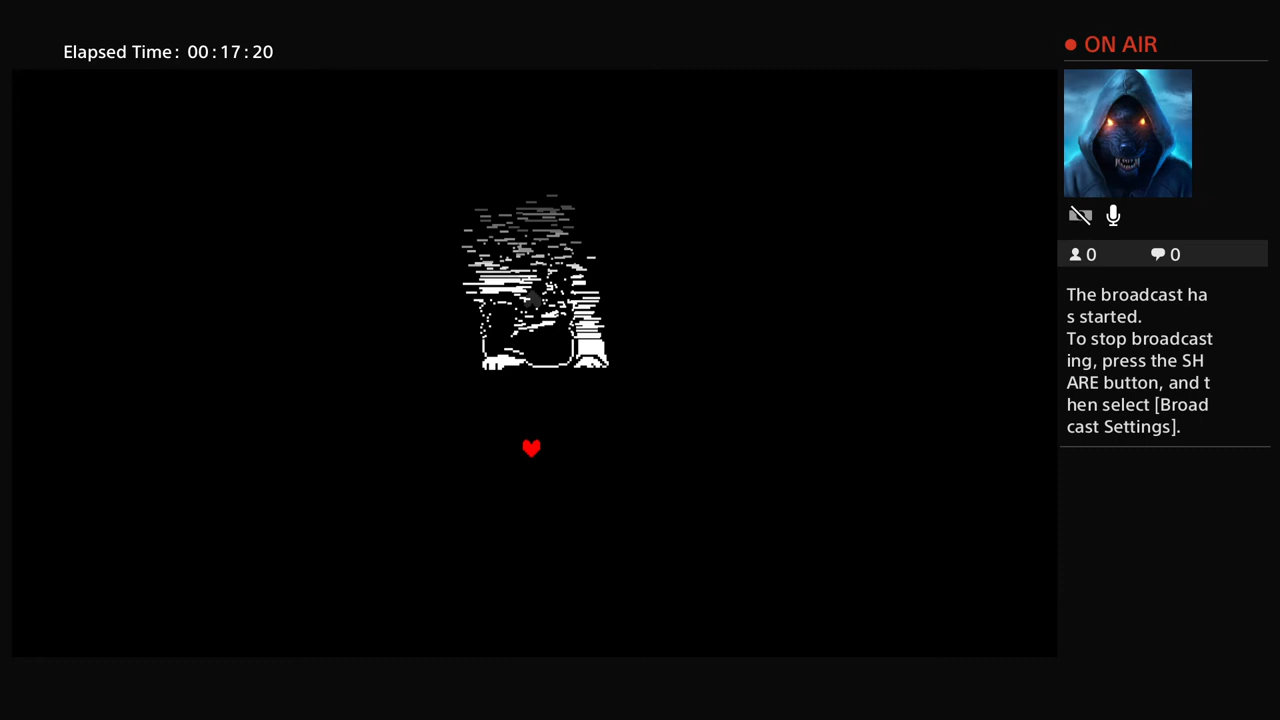 Elapsed Time: 00:17:20
ON AIR
0 0
The broadcast ha
s started.
To stop broadcast
ing, press the SH
ARE button, and t
hen select [Broad
cast Settings].